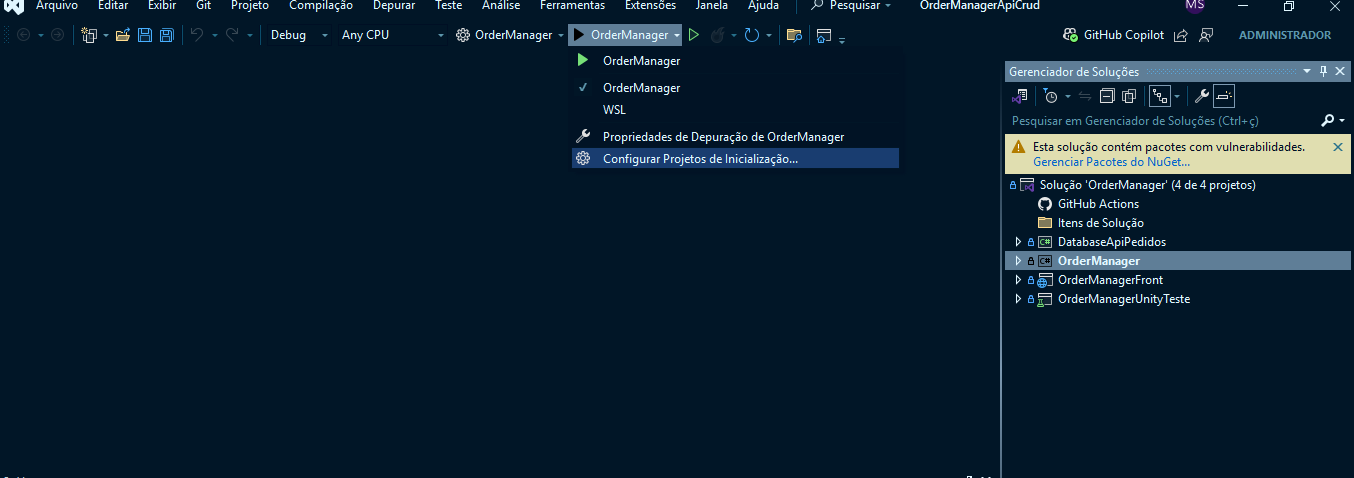 Arquivo Editar Exibir Git Projeto Compilação Depurar Teste Análise Ferramentas Extensões Janela Ajuda Pesquisar OrderManagerApiCrud MS
Debug Any CPU OrderManager OrderManager GitHub Copilot ADMINISTRADOR
OrderManager
OrderManager
WSL
Propriedades de Depuração de OrderManager
Configurar Projetos de Inicialização...
Gerenciador de Soluções
Pesquisar em Gerenciador de Soluções (Ctrl+ç)
Esta solução contém pacotes com vulnerabilidades.
Gerenciar Pacotes do NuGet...
Solução 'OrderManager' (4 de 4 projetos)
GitHub Actions
Itens de Solução
C# DatabaseApiPedidos
C# OrderManager
OrderManagerFront
OrderManagerUnityTeste